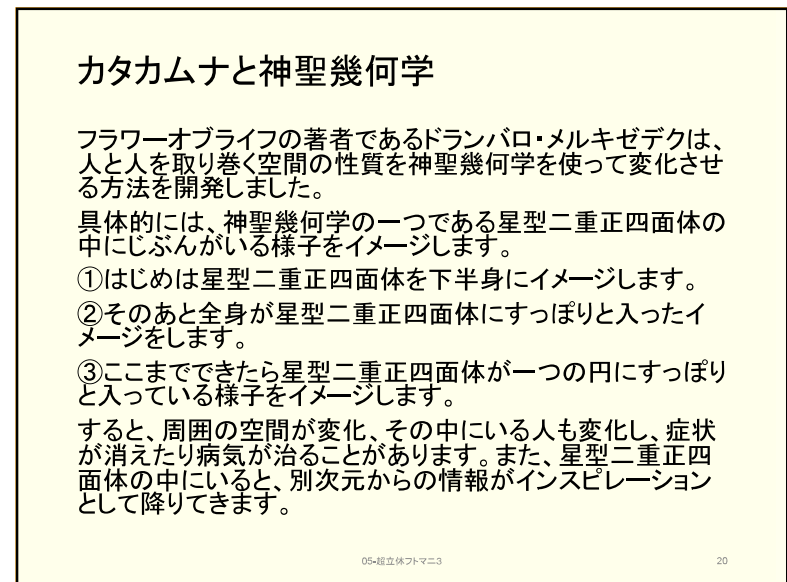 カタカムナと神聖幾何学
フラワーオブライフの著者であるドランバロ・メルキゼデクは、
人と人を取り巻く空間の性質を神聖幾何学を使って変化させ
る方法を開発しました。
具体的には、神聖幾何学の一つである星型二重正四面体の
中にじぶんがいる様子をイメージします。
①はじめは星型二重正四面体を下半身にイメージします。
②そのあと全身が星型二重正四面体にすっぽりと入ったイ
メージをします。
③ここまでできたら星型二重正四面体が一つの円にすっぽり
と入っている様子をイメージします。
すると、周囲の空間が変化、その中にいる人も変化し、症状
が消えたり病気が治ることがあります。また、星型二重正四
面体の中にいると、別次元からの情報がインスピレーション
として降りてきます。
05-超立体フトマニ3
20